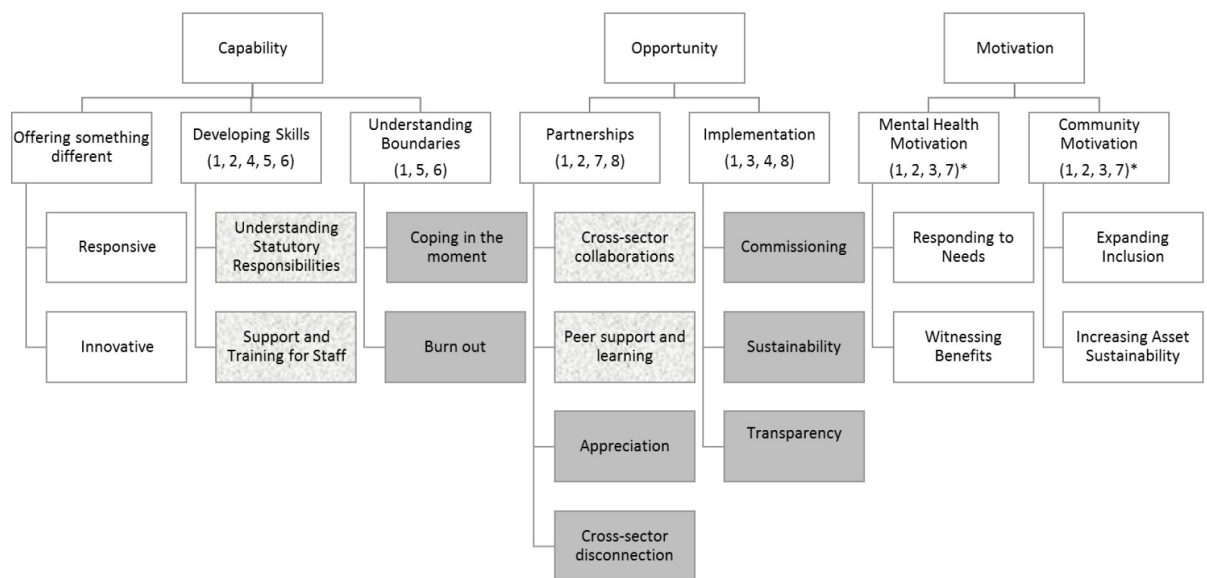 Capability
Opportunity
Motivation
Offering something
different
Developing Skills
(1, 2, 4, 5, 6)
Understanding
Boundaries
(1, 5, 6)
Partnerships
(1, 2, 7, 8)
Implementation
(1, 3, 4, 8)
Mental Health
Motivation
(1, 2, 3, 7)*
Community
Motivation
(1, 2, 3, 7)*
Responsive
Understanding
Statutory
Responsibilities
Coping in the
moment
Cross-sector
collaborations
Commissioning
Responding to
Needs
Expanding
Inclusion
Innovative
Support and
Training for Staff
Burn out
Peer support and
learning
Sustainability
Witnessing
Benefits
Increasing Asset
Sustainability
Appreciation
Transparency
Cross-sector
disconnection